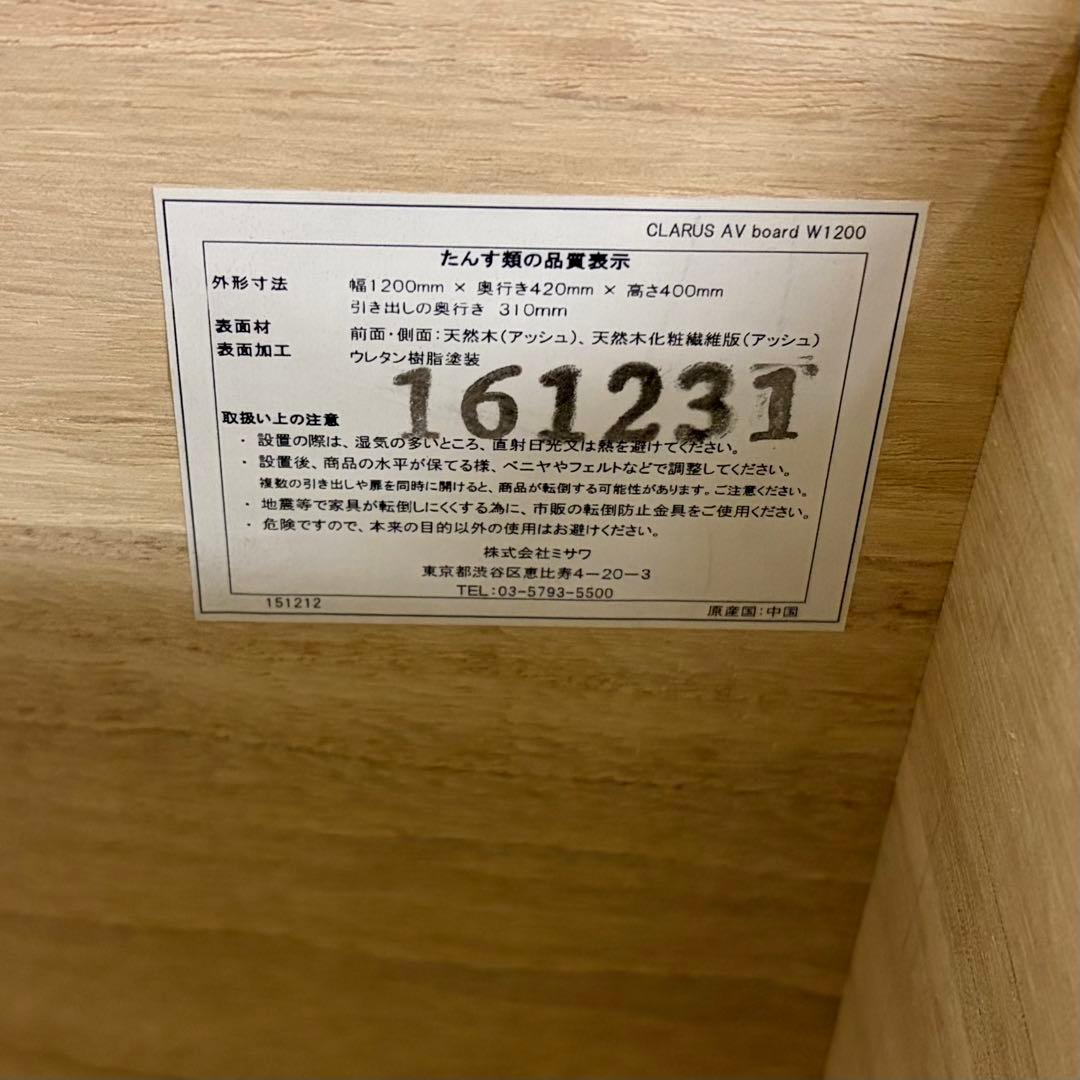 CLARUS AV board W1200
たんす類の品質表示
外形寸法 幅1200mm × 奥行き420mm × 高さ400mm
引き出しの奥行き 310mm
表面材 前面・側面：天然木（アッシュ）、天然木化粧繊維版（アッシュ）
表面加工 ウレタン樹脂塗装
161231
取扱い上の注意
・ 設置の際は、湿気の多いところ、直射日光又は熱を避けてください。
・ 設置後、商品の水平が保てる様、ベニヤやフェルトなどで調整してください。
複数の引き出しや扉を同時に開けると、商品が転倒する可能性があります。ご注意ください。
・ 地震等で家具が転倒しにくくする為に、市販の転倒防止金具をご使用ください。
・ 危険ですので、本来の目的以外の使用はお避けください。
株式会社ミサワ
東京都渋谷区恵比寿4－20－3
TEL：03-5793-5500
151212 原産国：中国